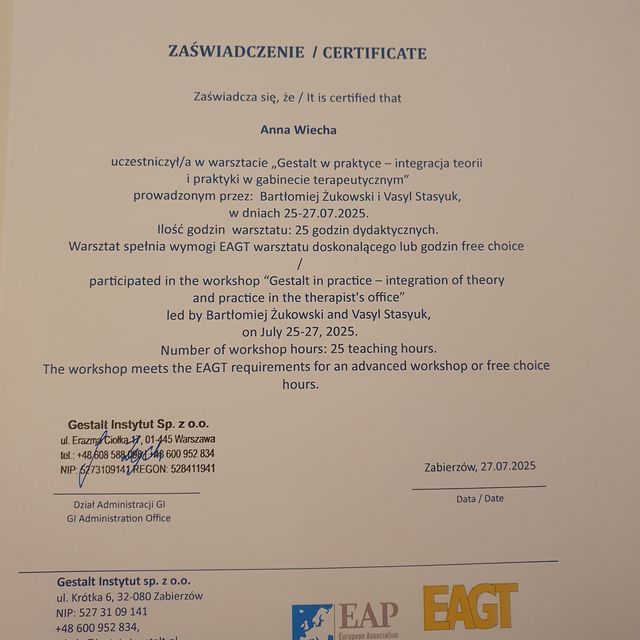 ZAŚWIADCZENIE / CERTIFICATE
Zaświadcza się, że / It is certified that
Anna Wiecha
uczestniczył/a w warsztacie „Gestalt w praktyce – integracja teorii
i praktyki w gabinecie terapeutycznym”
prowadzonym przez: Bartłomiej Żukowski i Vasyl Stasyuk,
w dniach 25-27.07.2025.
Ilość godzin warsztatu: 25 godzin dydaktycznych.
Warsztat spełnia wymogi EAGT warsztatu doskonalącego lub godzin free choice
/
participated in the workshop “Gestalt in practice – integration of theory
and practice in the therapist's office”
led by Bartłomiej Żukowski and Vasyl Stasyuk,
on July 25-27, 2025.
Number of workshop hours: 25 teaching hours.
The workshop meets the EAGT requirements for an advanced workshop or free choice
hours.
Gestalt Instytut Sp. z o.o.
ul. Erazma Ciołka 17, 01-445 Warszawa
tel.: +48 608 588 +48 600 952 834
NIP: 5273109141 REGON: 528411941
Zabierzów, 27.07.2025
Dział Administracji GI
GI Administration Office
Data / Date
Gestalt Instytut sp. z o.o.
ul. Krótka 6, 32-080 Zabierzów
NIP: 527 31 09 141
+48 600 952 834,
EAP
European Association
EAGT